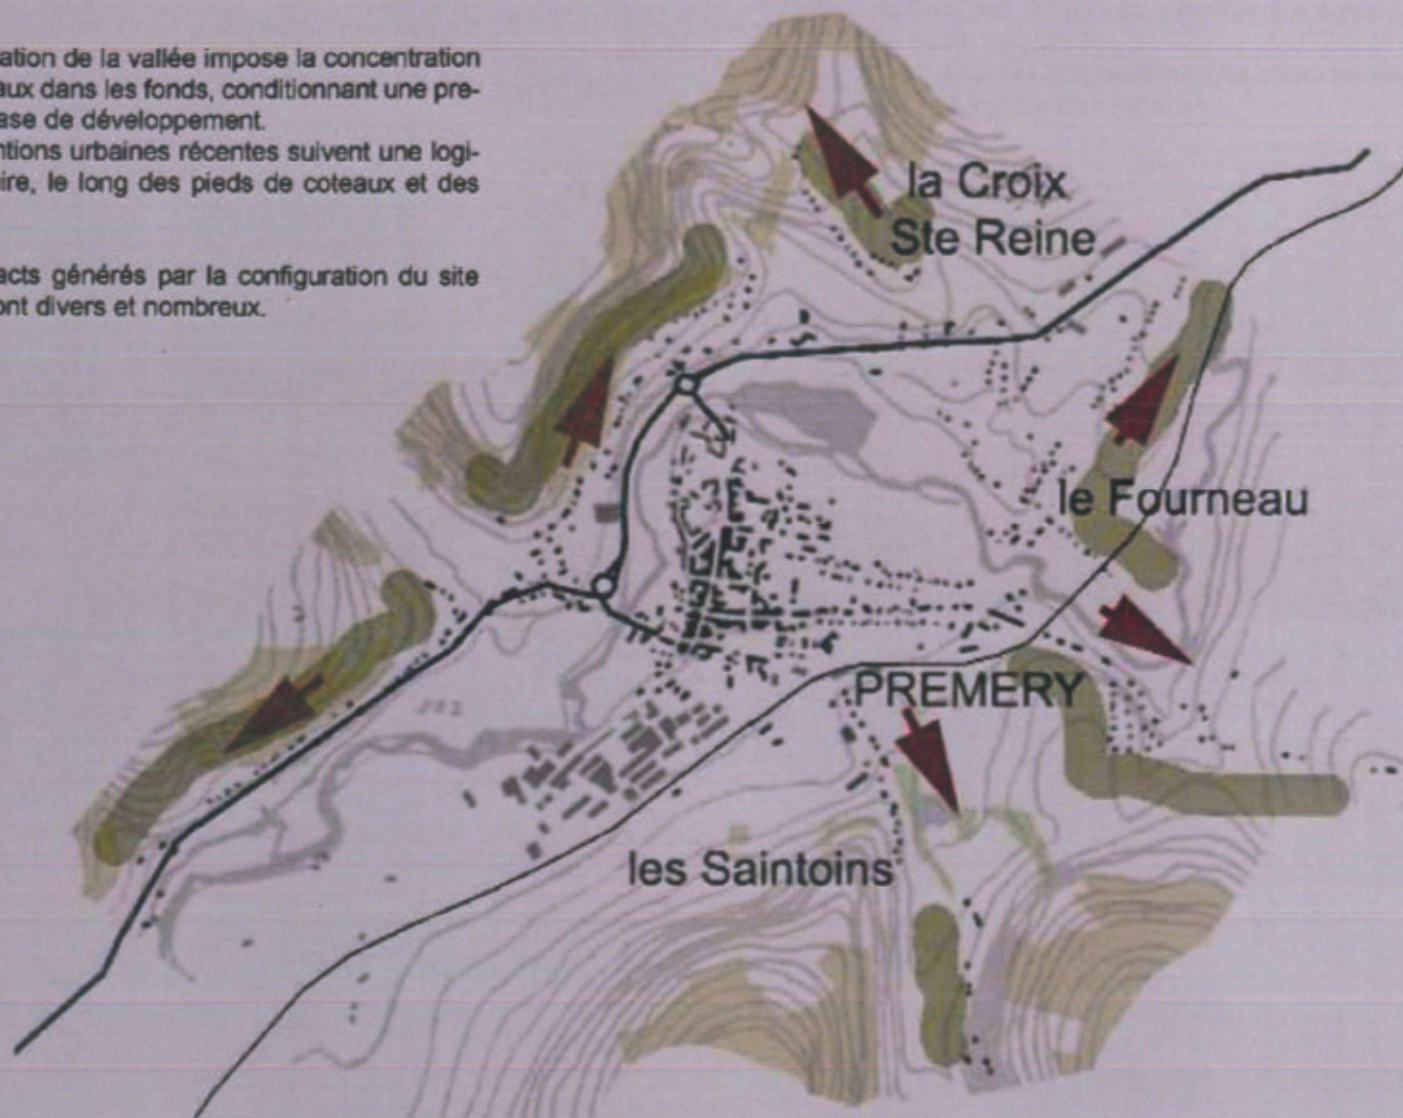 ation de la vallée impose la concentration
aux dans les fonds, conditionnant une pre-
ase de développement.
ntions urbaines récentes suivent une logi-
ire, le long des pieds de coteaux et des
acts générés par la configuration du site
ont divers et nombreux.
la Croix
Ste Reine
le Fourneau
PREMERY
les Saintoins